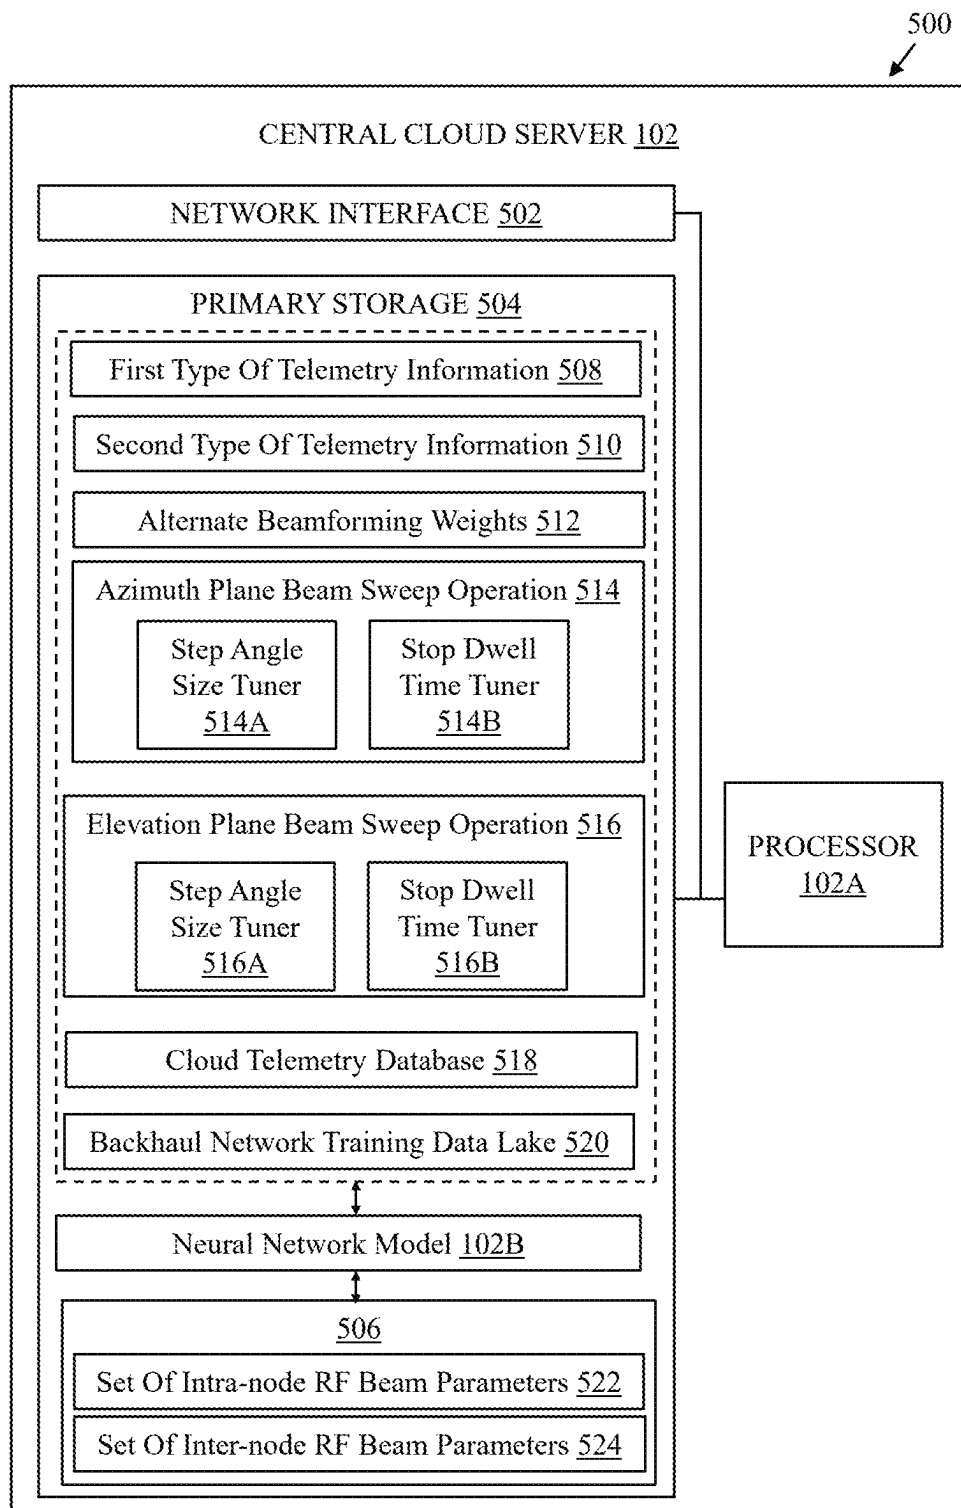 500
CENTRAL CLOUD SERVER 102
NETWORK INTERFACE 502
PRIMARY STORAGE 504
First Type Of Telemetry Information 508
Second Type Of Telemetry Information 510
Alternate Beamforming Weights 512
Azimuth Plane Beam Sweep Operation 514
Step Angle
Size Tuner
514A
Stop Dwell
Time Tuner
514B
Elevation Plane Beam Sweep Operation 516
Step Angle
Size Tuner
516A
Stop Dwell
Time Tuner
516B
PROCESSOR
102A
Cloud Telemetry Database 518
Backhaul Network Training Data Lake 520
Neural Network Model 102B
506
Set Of Intra-node RF Beam Parameters 522
Set Of Inter-node RF Beam Parameters 524